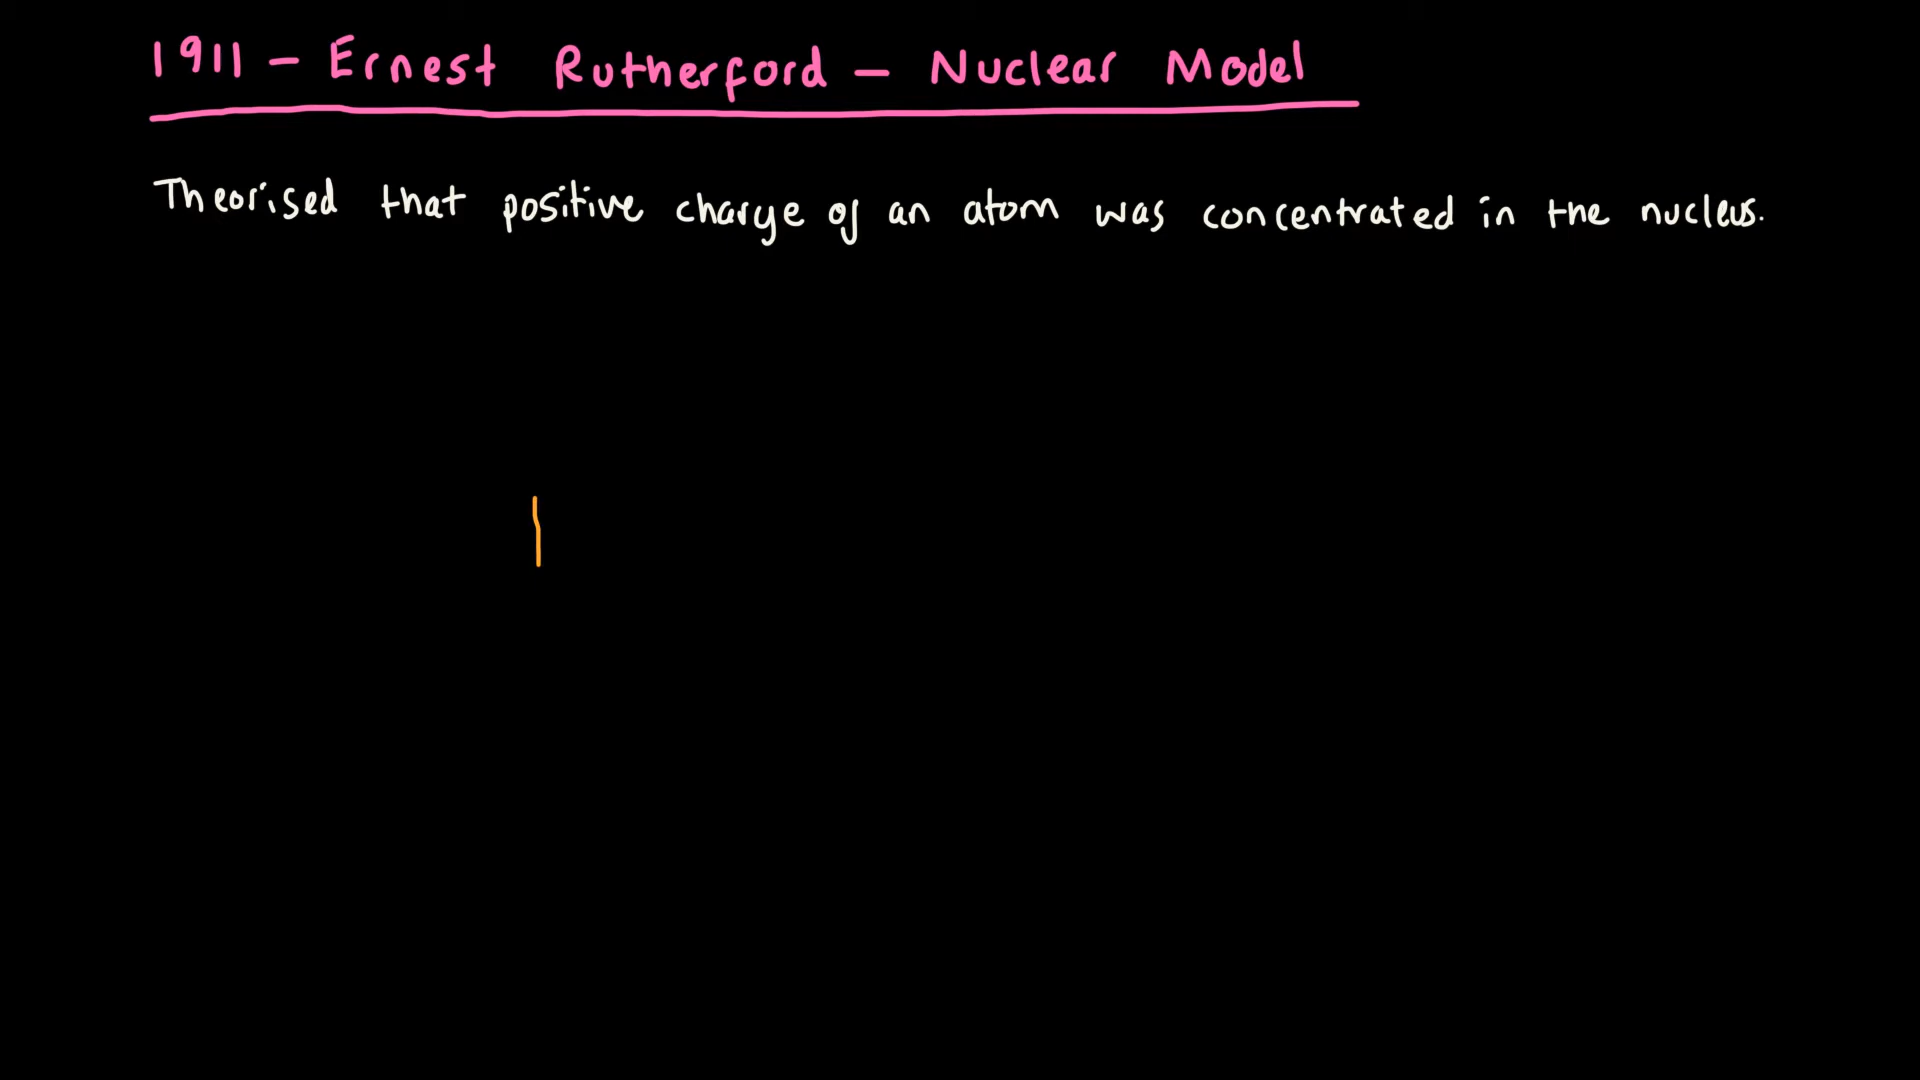 1911 - Ernest Rutherford - Nuclear Model
Theorised that positive charge of an atom was concentrated in the nucleus.